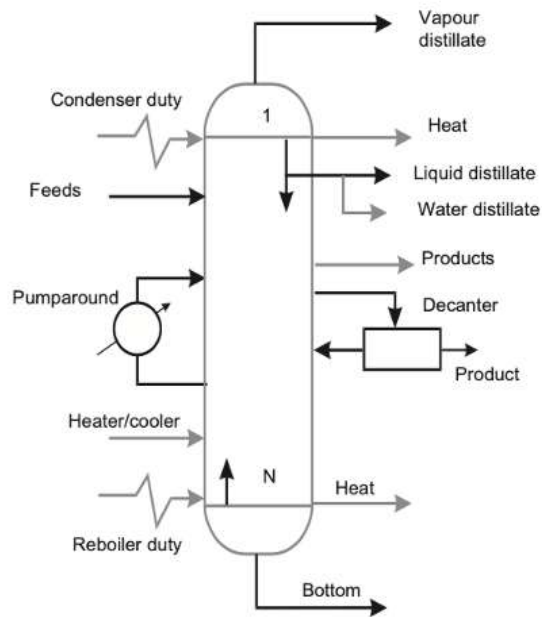 Vapour
distillate
Condenser duty
1
Heat
Feeds
Liquid distillate
Water distillate
Products
Pumparound
Decanter
Product
Heater/cooler
N
Heat
Reboiler duty
Bottom